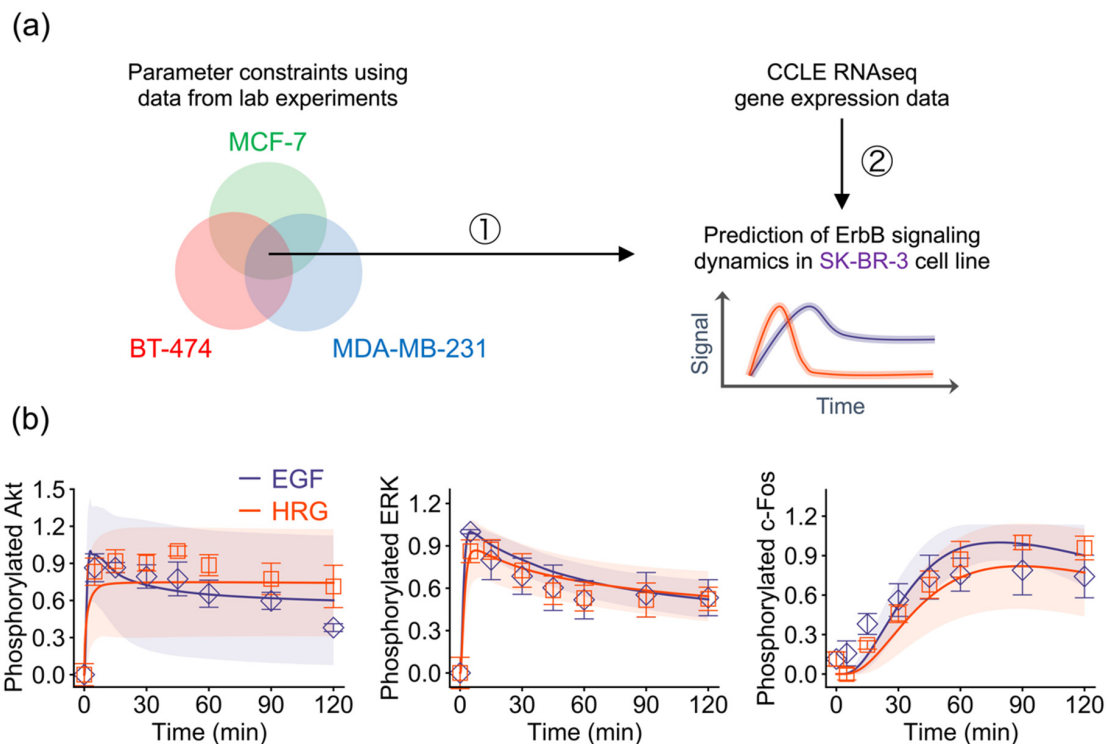 (a)
Parameter constraints using
data from lab experiments
MCF-7
BT-474
MDA-MB-231
①
CCLE RNAseq
gene expression data
②
Prediction of ErbB signaling
dynamics in SK-BR-3 cell line
Signal
Time
(b)
Phosphorylated Akt
1.5
1.2
0.9
0.6
0.3
0.0
EGF
HRG
0 30 60 90 120
Time (min)
Phosphorylated ERK
1.2
0.9
0.6
0.3
0.0
0 30 60 90 120
Time (min)
Phosphorylated c-Fos
1.2
0.9
0.6
0.3
0.0
0 30 60 90 120
Time (min)